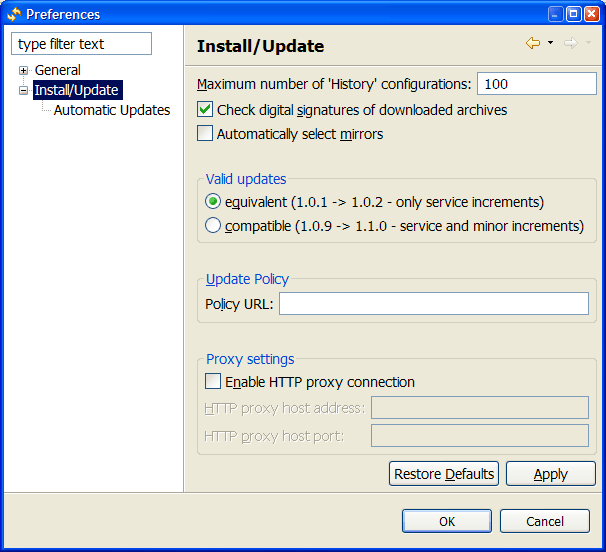 Preferences
type filter text
General
Install/Update
Automatic Updates
Install/Update
Maximum number of 'History' configurations: 100
Check digital signatures of downloaded archives
Automatically select mirrors
Valid updates
equivalent (1.0.1 -> 1.0.2 - only service increments)
compatible (1.0.9 -> 1.1.0 - service and minor increments)
Update Policy
Policy URL:
Proxy settings
Enable HTTP proxy connection
HTTP proxy host address:
HTTP proxy host port:
Restore Defaults Apply
OK Cancel